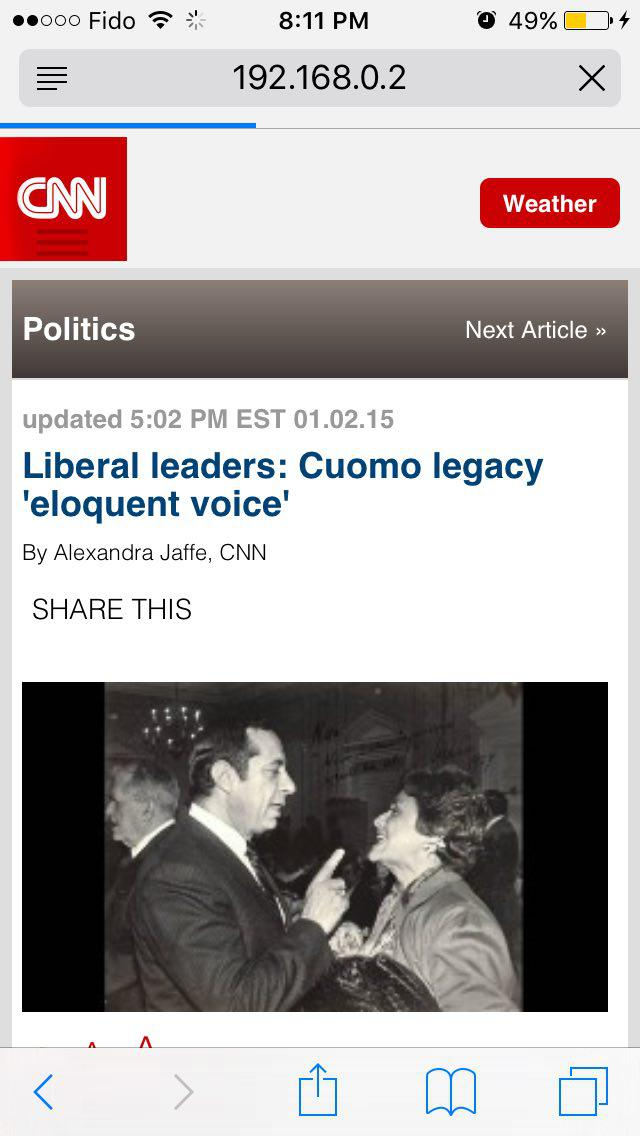 Fido 8:11 PM 49%
192.168.0.2
CNN
Weather
Politics Next Article »
updated 5:02 PM EST 01.02.15
Liberal leaders: Cuomo legacy
'eloquent voice'
By Alexandra Jaffe, CNN
SHARE THIS